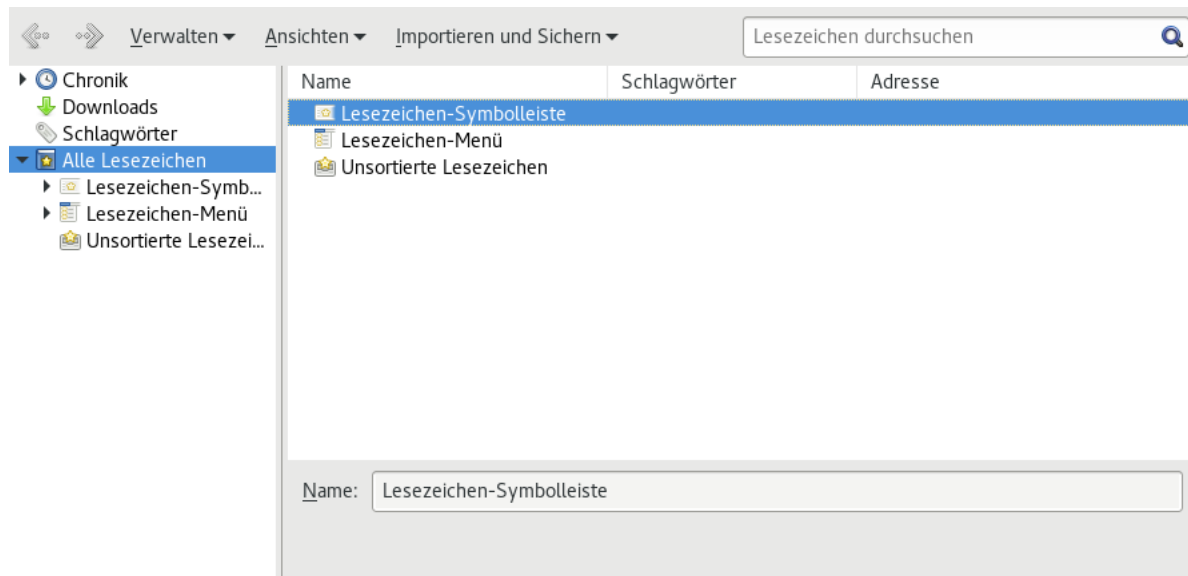 Verwalten Ansichten Importieren und Sichern Lesezeichen durchsuchen
Chronik
Downloads
Schlagwörter
Alle Lesezeichen
Lesezeichen-Symb...
Lesezeichen-Menü
Unsortierte Lesezei...
Name Schlagwörter Adresse
Lesezeichen-Symbolleiste
Lesezeichen-Menü
Unsortierte Lesezeichen
Name: Lesezeichen-Symbolleiste